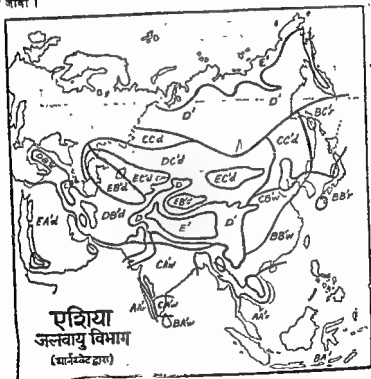 जावा ।
E'
D'
D'
CC'd
BC'r
DC'd
CC'd
EC'd
EC'd
EB'd
D'
EB'd
CB'w
BB'r
DB'd
EA'd
E'
D'
BB'w
CA'w
AA'r
CA'w
BA'w
AA'r
BA'r
एशिया
जलवायु विभाग
(थार्नथ्वेट द्वारा)